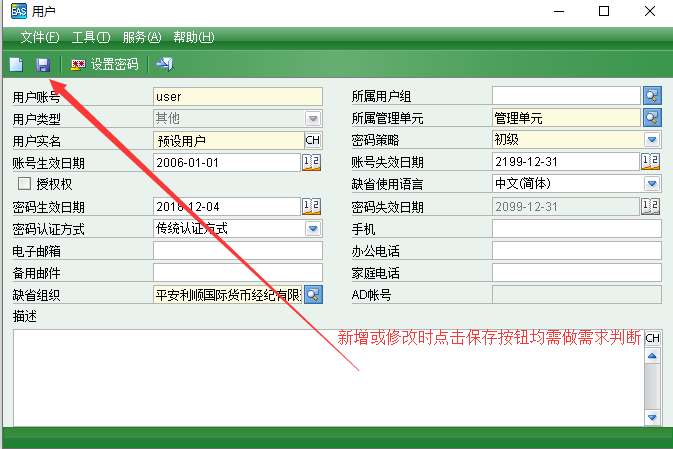 EAS 用户
文件(F) 工具(T) 服务(A) 帮助(H)
设置密码
用户账号 user 所属用户组
用户类型 其他 所属管理单元 管理单元
用户实名 预设用户 CH 密码策略 初级
账号生效日期 2006-01-01 12 账号失效日期 2199-12-31 12
授权权 缺省使用语言 中文(简体)
密码生效日期 2018-12-04 12 密码失效日期 2099-12-31 12
密码认证方式 传统认证方式 手机
电子邮箱 办公电话
备用邮件 家庭电话
缺省组织 平安利顺国际货币经纪有限 AD帐号
描述
新增或修改时点击保存按钮均需做需求判断 CH